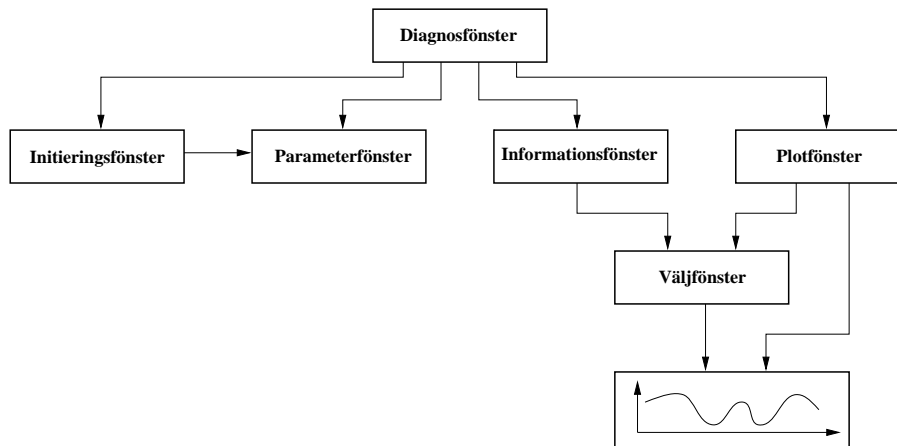 Diagnosfönster
Initieringsfönster
Parameterfönster
Informationsfönster
Plotfönster
Väljfönster